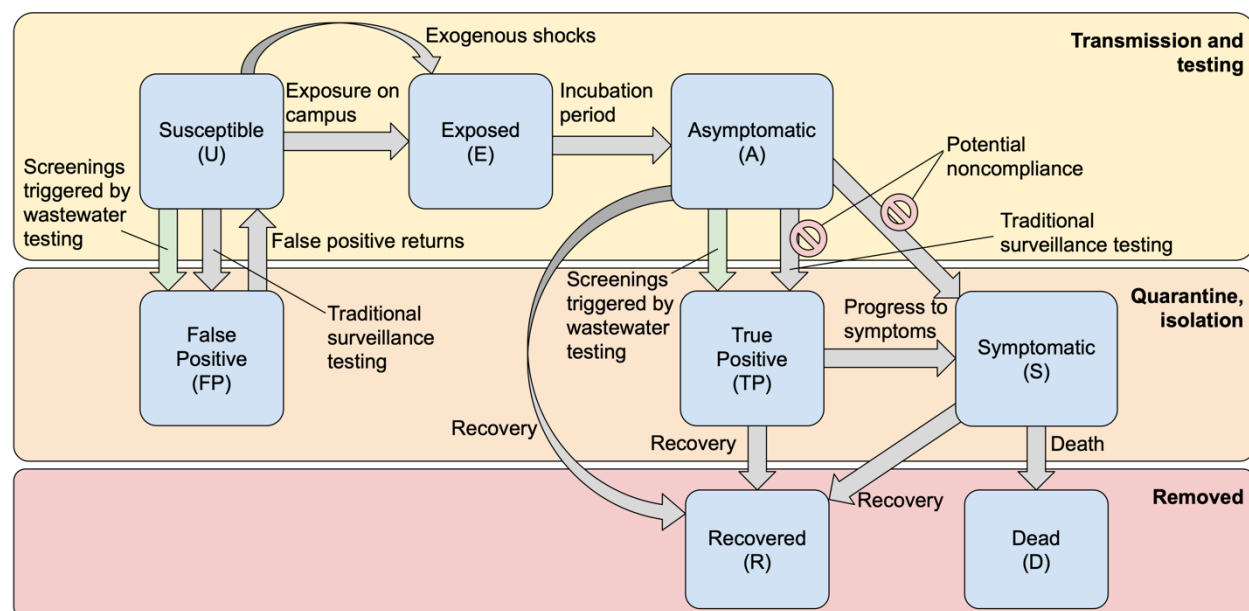 Exogenous shocks
Transmission and
testing
Susceptible
(U)
Exposure on
campus
Exposed
(E)
Incubation
period
Asymptomatic
(A)
Potential
noncompliance
Screenings
triggered by
wastewater
testing
False positive returns
Traditional
surveillance testing
Screenings
triggered by
wastewater
testing
Quarantine,
isolation
False
Positive
(FP)
Traditional
surveillance
testing
True
Positive
(TP)
Progress to
symptoms
Symptomatic
(S)
Recovery
Recovery
Death
Recovery
Removed
Recovered
(R)
Dead
(D)